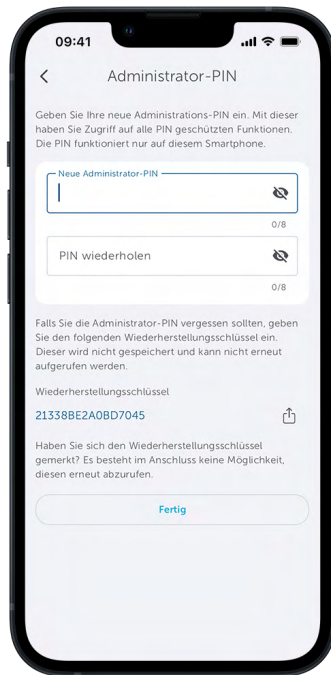 09:41
Administrator-PIN
Geben Sie Ihre neue Administrations-PIN ein. Mit dieser
haben Sie Zugriff auf alle PIN geschützten Funktionen.
Die PIN funktioniert nur auf diesem Smartphone.
Neue Administrator-PIN
0/8
PIN wiederholen
0/8
Falls Sie die Administrator-PIN vergessen sollten, geben
Sie den folgenden Wiederherstellungsschlüssel ein.
Dieser wird nicht gespeichert und kann nicht erneut
aufgerufen werden.
Wiederherstellungsschlüssel
21338BE2A0BD7045
Haben Sie sich den Wiederherstellungsschlüssel
gemerkt? Es besteht im Anschluss keine Möglichkeit,
diesen erneut abzurufen.
Fertig